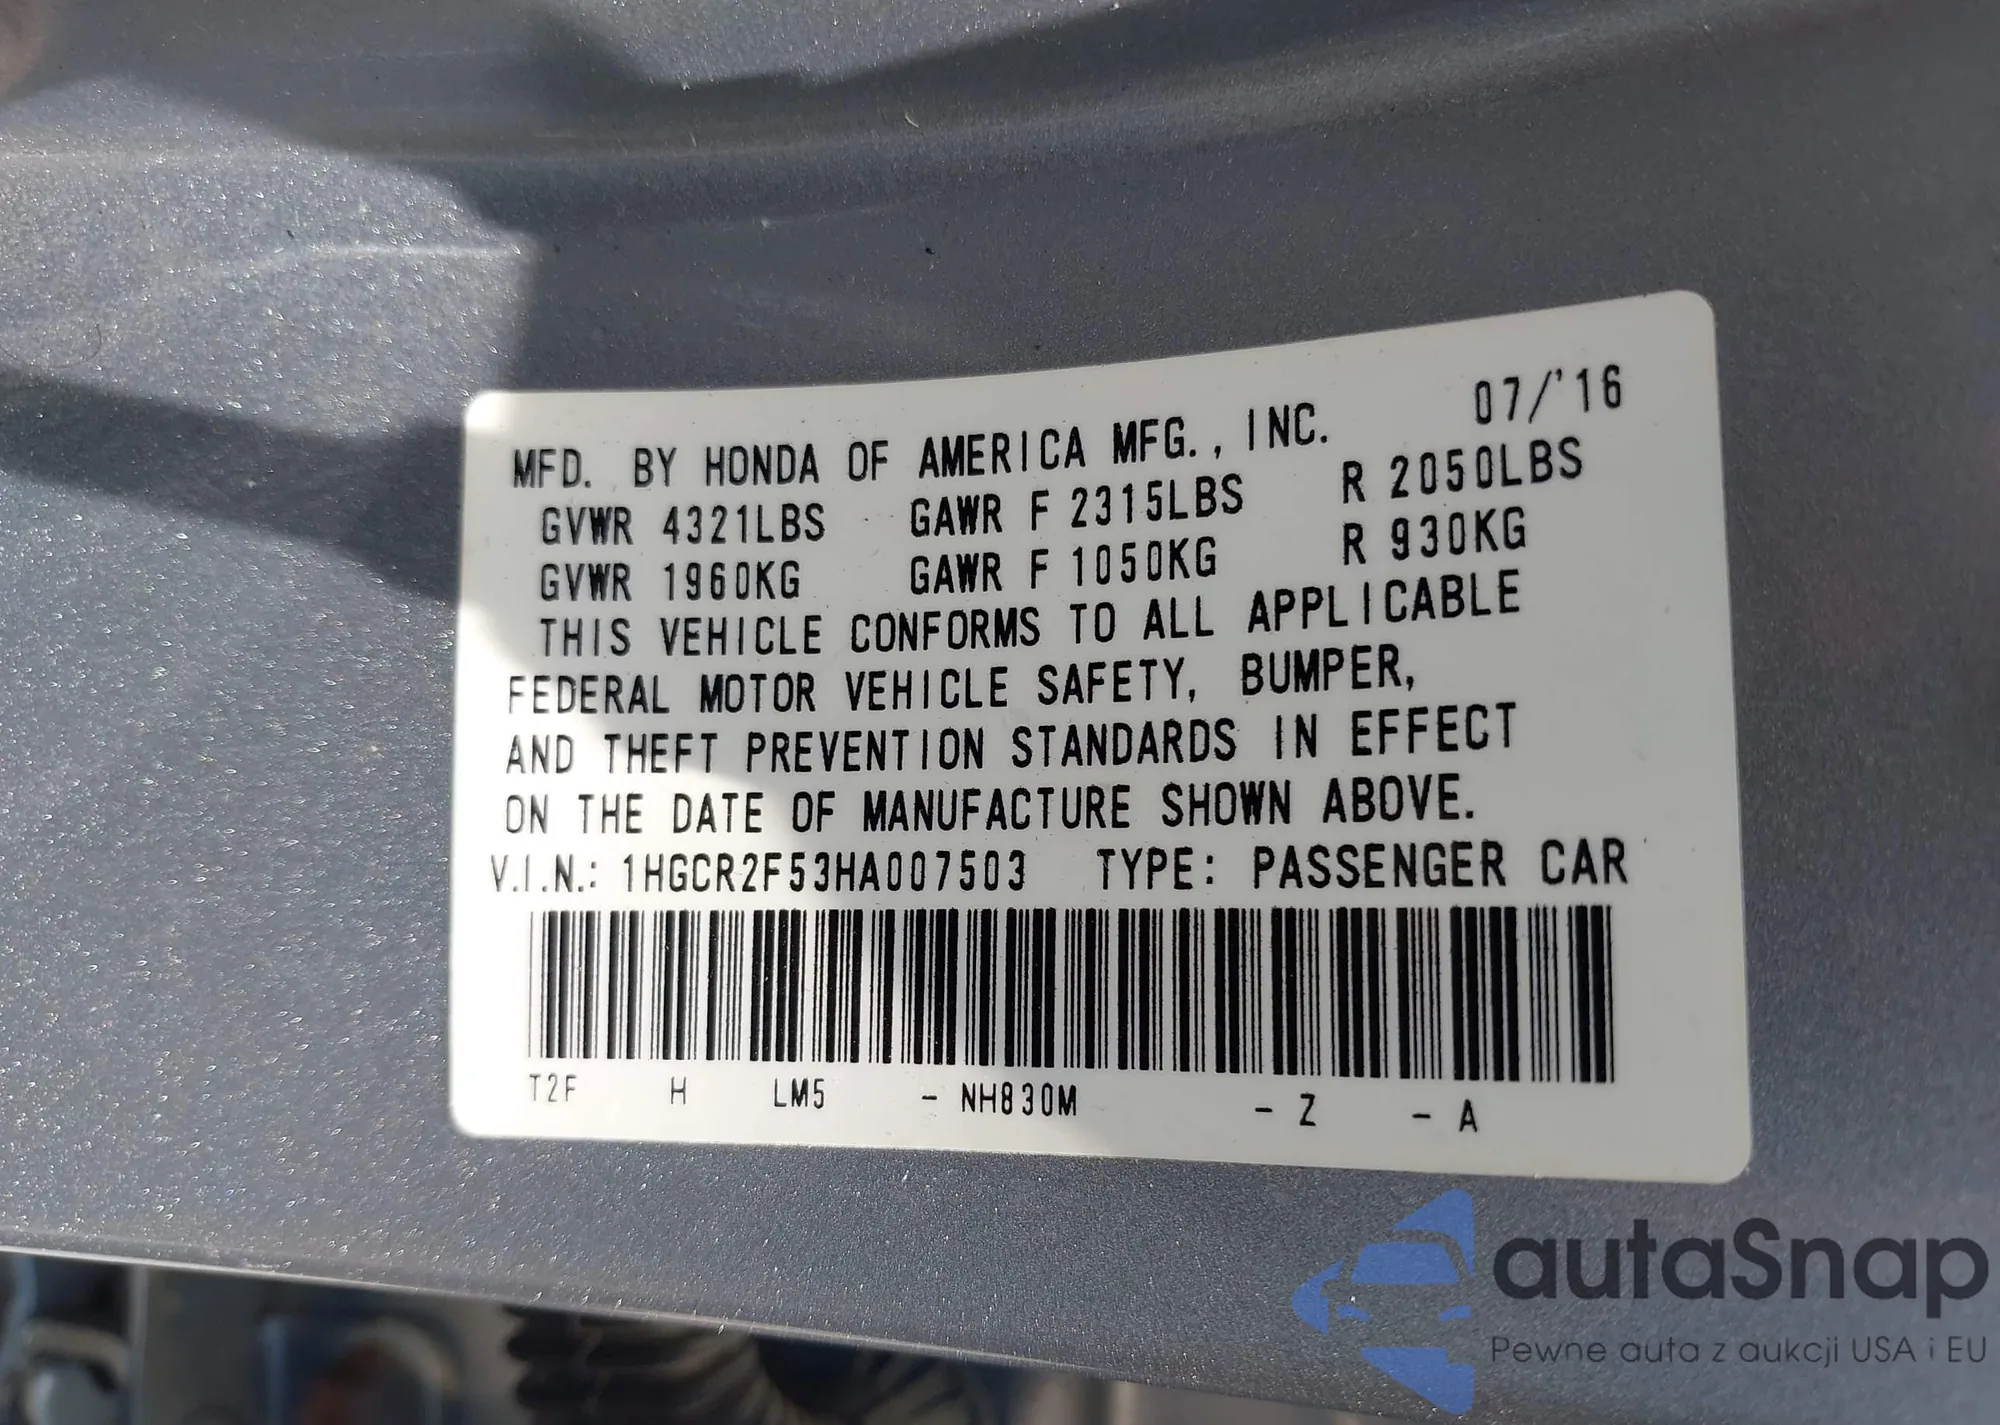 07/'16
MFD. BY HONDA OF AMERICA MFG., INC.
GVWR 4321LBS GAWR F 2315LBS R 2050LBS
GVWR 1960KG GAWR F 1050KG R 930KG
THIS VEHICLE CONFORMS TO ALL APPLICABLE
FEDERAL MOTOR VEHICLE SAFETY, BUMPER,
AND THEFT PREVENTION STANDARDS IN EFFECT
ON THE DATE OF MANUFACTURE SHOWN ABOVE.
V.I.N.: 1HGCR2F53HA007503 TYPE: PASSENGER CAR
T2F H LM5 - NH830M - Z - A
autaSnap
Pewne auta z aukcji USA i EU